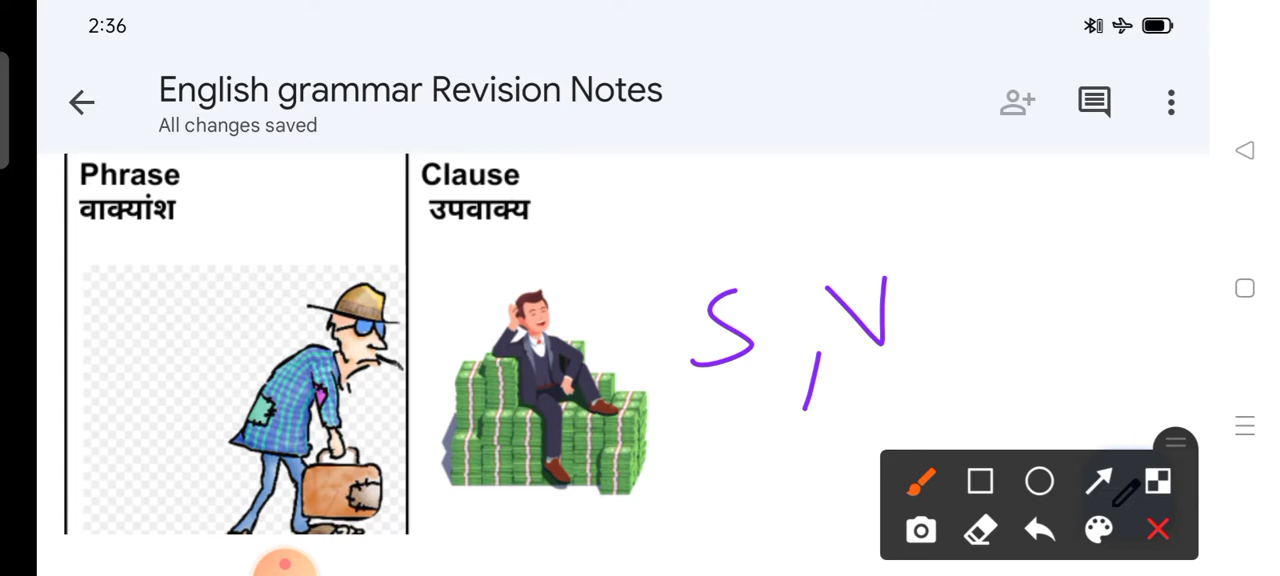 2:36
English grammar Revision Notes
All changes saved
Phrase
वाक्यांश
Clause
उपवाक्य
S, V